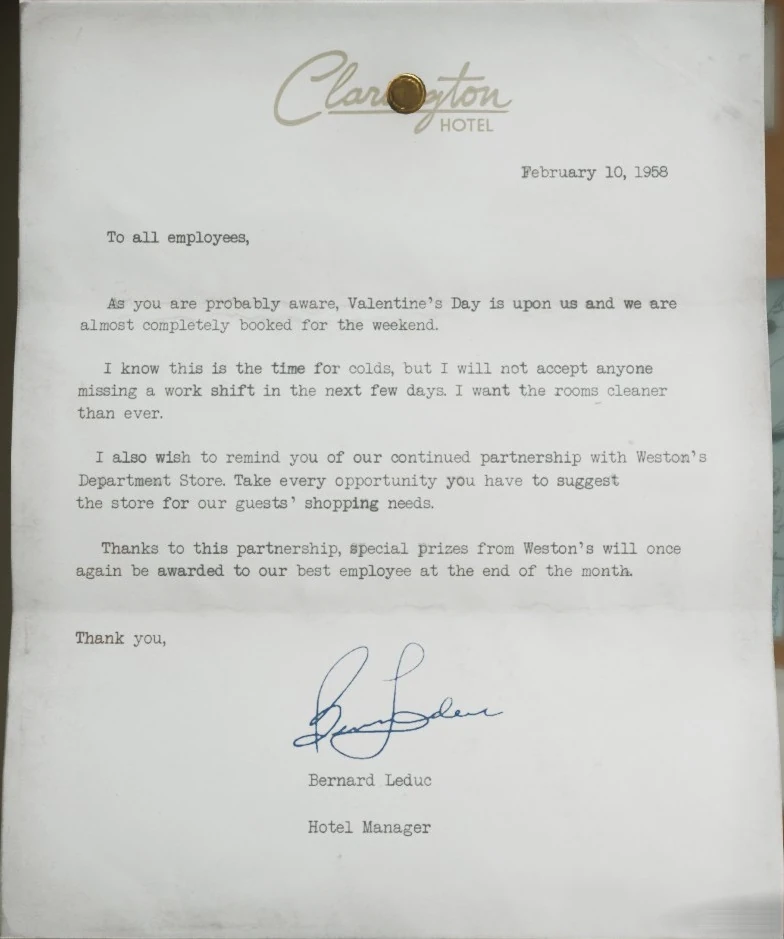 HOTEL
February 10, 1958
To all employees,
As you are probably aware, Valentine's Day is upon us and we are
almost completely booked for the weekend.
I know this is the time for colds, but I will not accept anyone
missing a work shift in the next few days. I want the rooms cleaner
than ever.
I also wish to remind you of our continued partnership with Weston's
Department Store. Take every opportunity you have to suggest
the store for our guests' shopping needs.
Thanks to this partnership, special prizes from Weston's will once
again be awarded to our best employee at the end of the month.
Thank you,
Bernard Leduc
Hotel Manager